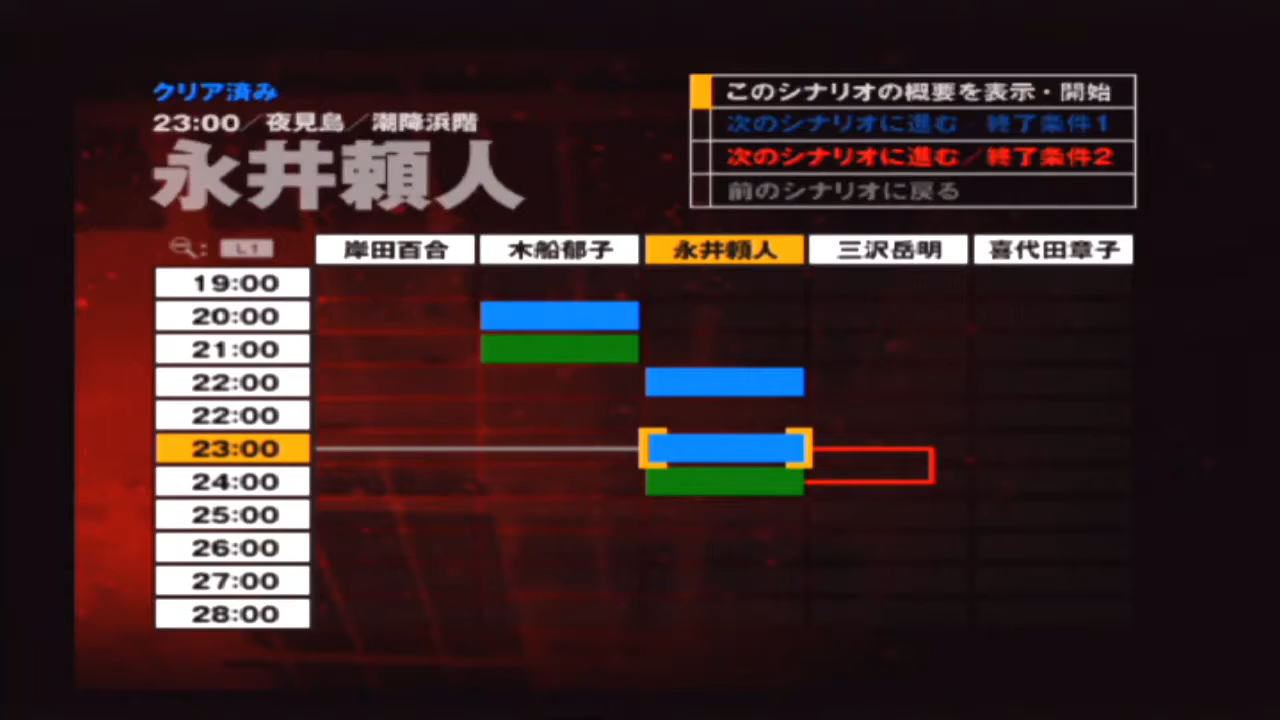 クリア済み
23:00／夜見島／潮降浜階
永井頼人
このシナリオの概要を表示・開始
次のシナリオに進む／終了条件1
次のシナリオに進む／終了条件2
前のシナリオに戻る
L1
岸田百合 木船郁子 永井頼人 三沢岳明 喜代田章子
19:00
20:00
21:00
22:00
22:00
23:00
24:00
25:00
26:00
27:00
28:00